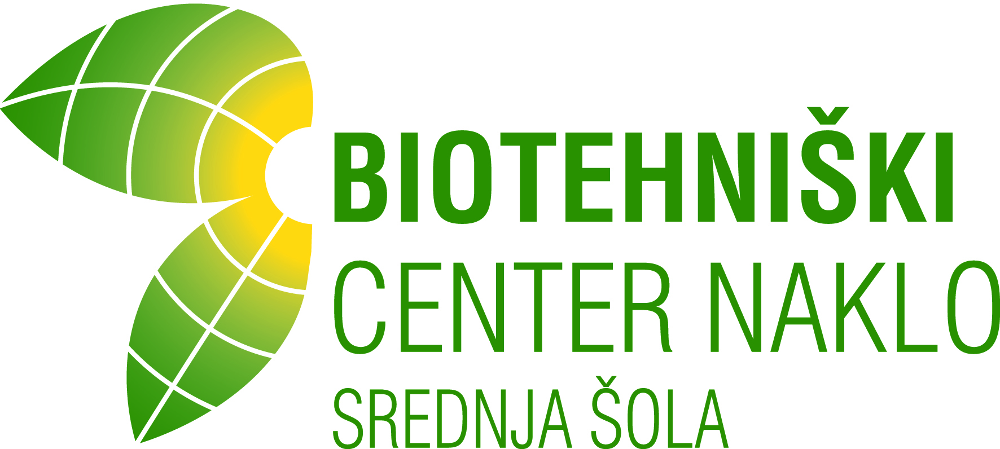 BIOTEHNIŠKI
CENTER NAKLO
SREDNJA ŠOLA